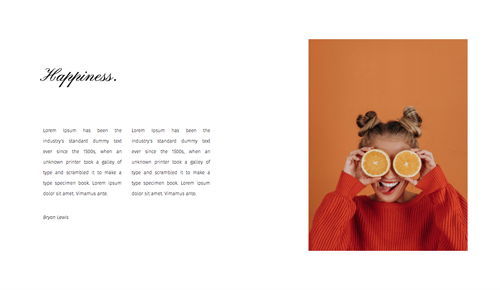 Happiness.
Lorem Ipsum has been the
industry's standard dummy text
ever since the 1500s, when an
unknown printer took a galley of
type and scrambled it to make a
type specimen book. Lorem ipsum
dolor sit amet, Vimamus ante.
Lorem Ipsum has been the
industry's standard dummy text
ever since the 1500s, when an
unknown printer took a galley of
type and scrambled it to make a
type specimen book. Lorem ipsum
dolor sit amet, Vimamus ante.
Bryon Lewis